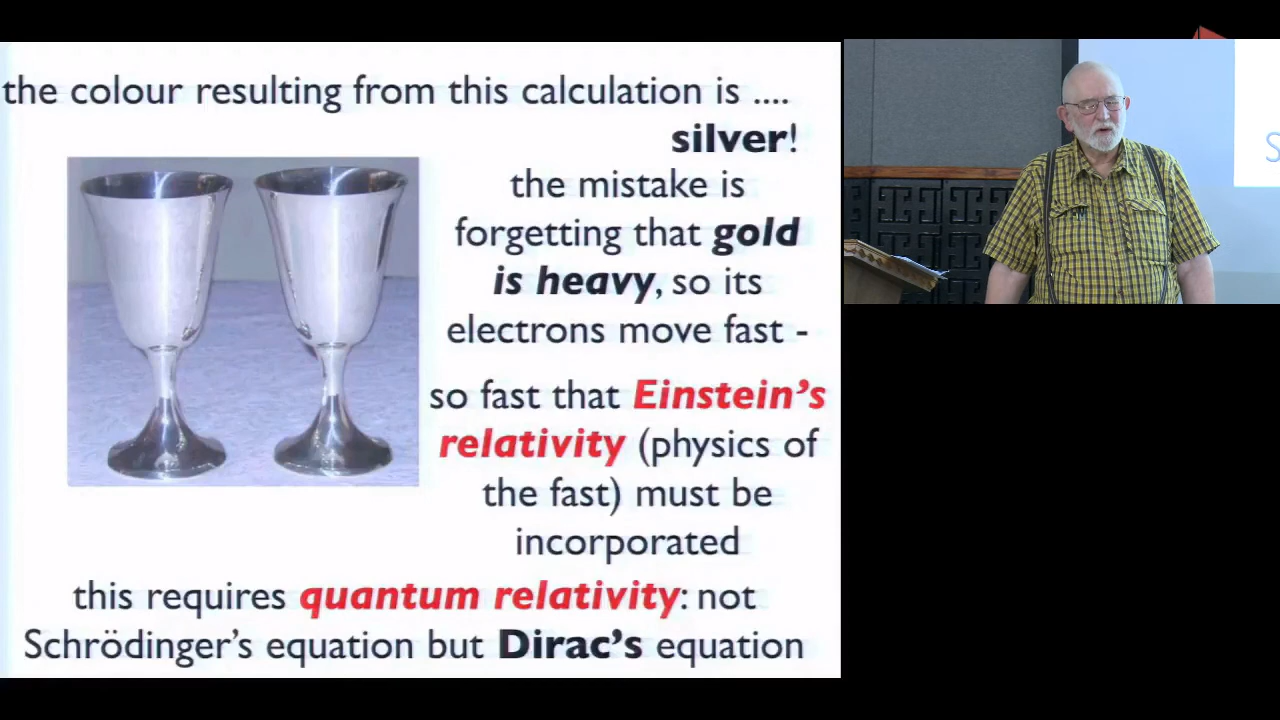 the colour resulting from this calculation is ....
silver!
the mistake is
forgetting that gold
is heavy, so its
electrons move fast -
so fast that Einstein's
relativity (physics of
the fast) must be
incorporated
this requires quantum relativity: not
Schrödinger's equation but Dirac's equation
S